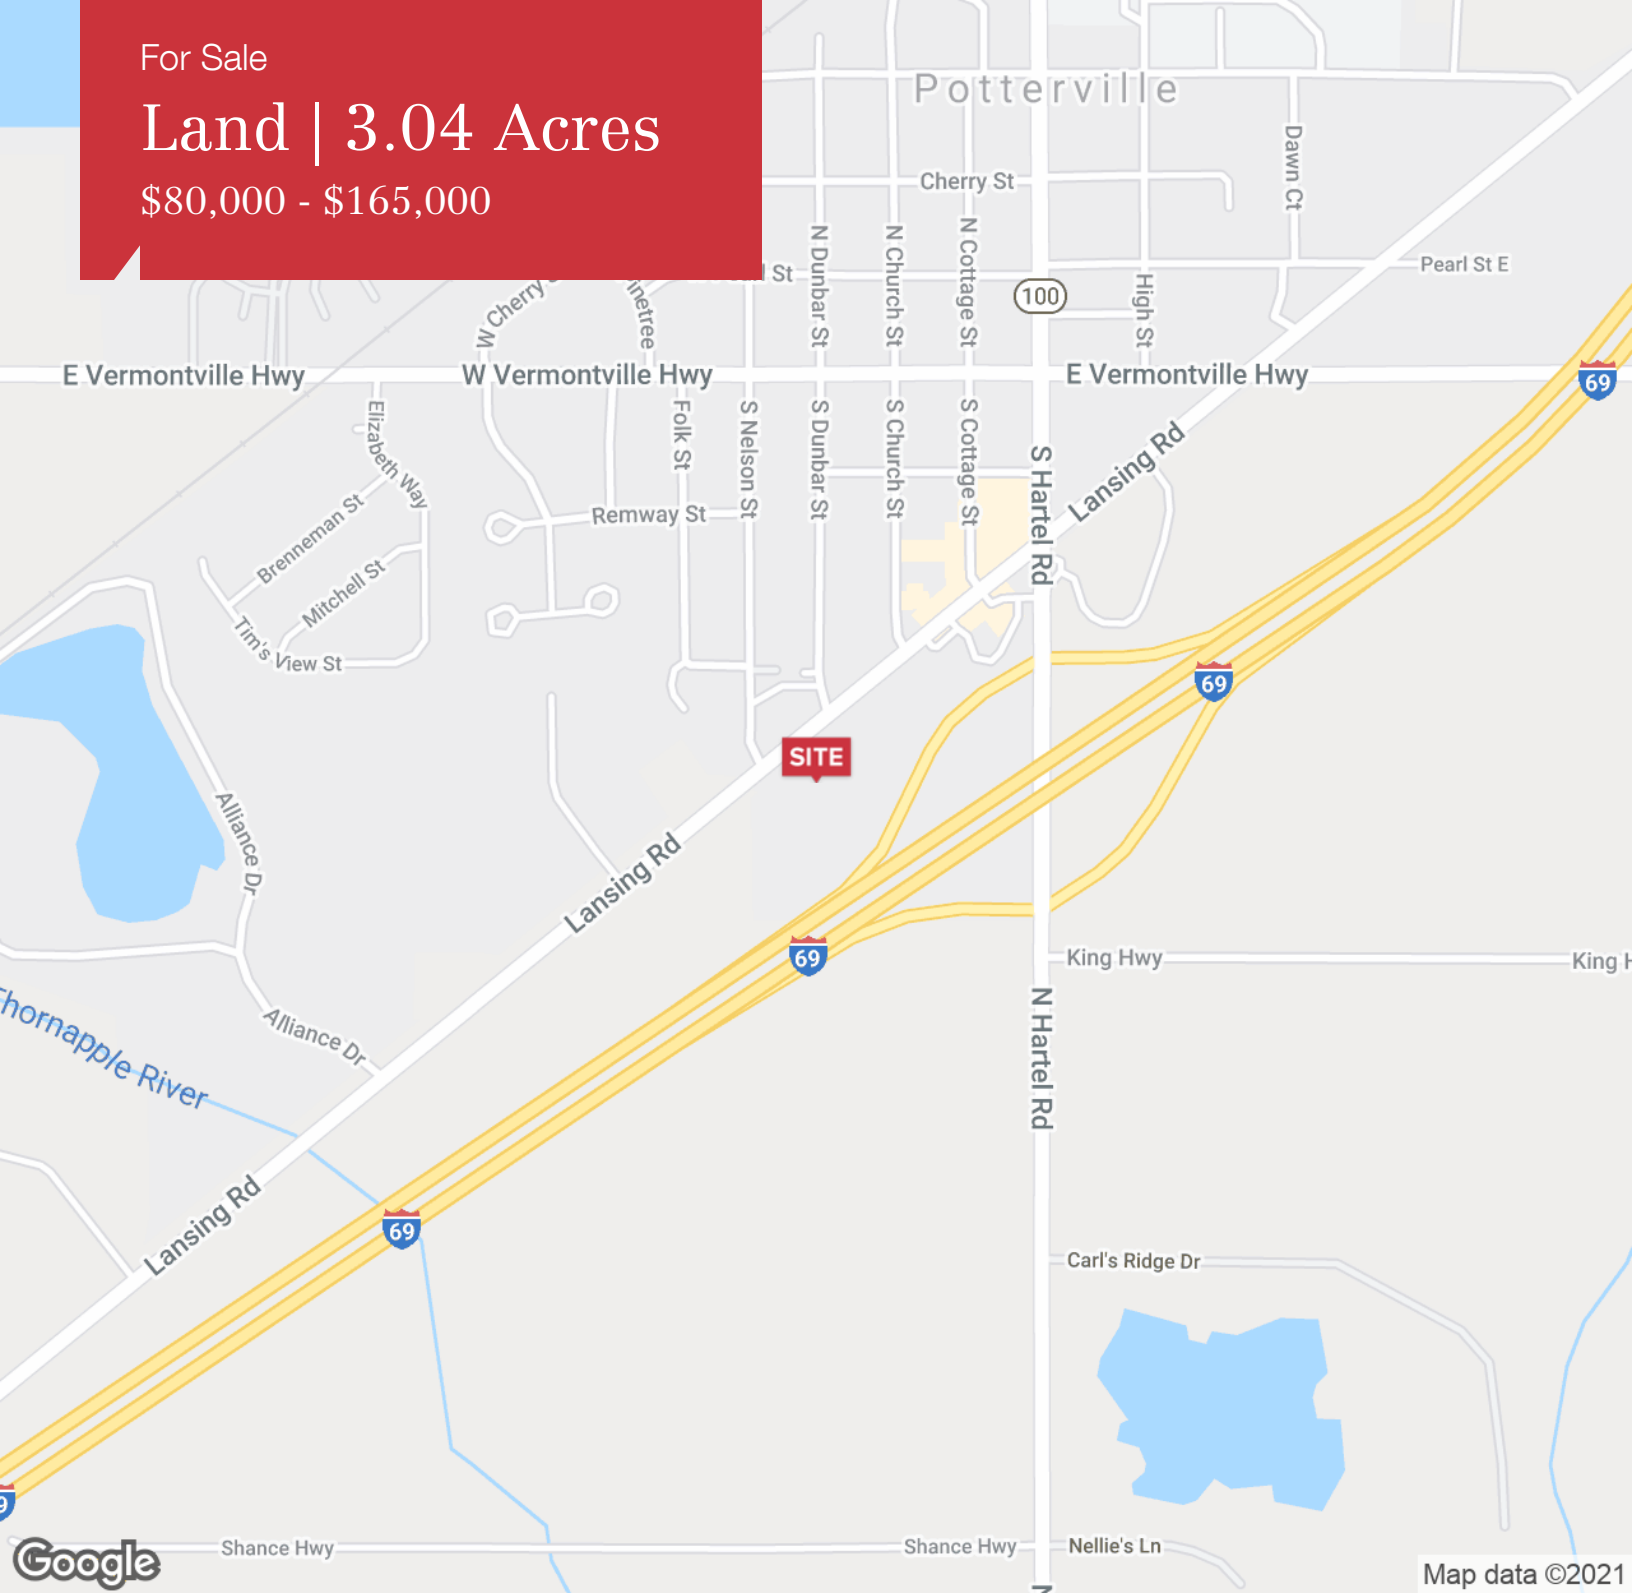 For Sale
Land | 3.04 Acres
$80,000 - $165,000
Potterville
Cherry St
Dawn Ct
N Dunbar St
N Church St
N Cottage St
Pearl St E
St
W Cherry
100
High St
E Vermontville Hwy
W Vermontville Hwy
E Vermontville Hwy
69
Elizabeth Way
Folk St
S Nelson St
S Dunbar St
S Church St
S Cottage St
S Hartel Rd
Lansing Rd
Brenneman St
Remway St
Mitchell St
Tim's View St
69
SITE
Alliance Dr
Lansing Rd
69
King Hwy
King
Thornapple River
Alliance Dr
N Hartel Rd
Lansing Rd
69
Carl's Ridge Dr
Shance Hwy
Shance Hwy
Nellie's Ln
Google
Map data ©2021